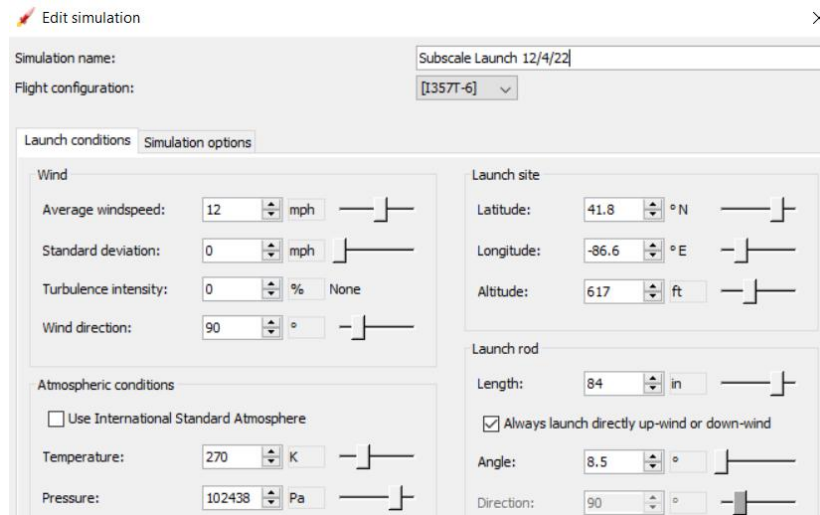 Edit simulation
Simulation name: Subscale Launch 12/4/22
Flight configuration: [I357T-6]
Launch conditions Simulation options
Wind
Average windspeed: 12 mph
Standard deviation: 0 mph
Turbulence intensity: 0 % None
Wind direction: 90 °
Atmospheric conditions
Use International Standard Atmosphere
Temperature: 270 K
Pressure: 102438 Pa
Launch site
Latitude: 41.8 ° N
Longitude: -86.6 ° E
Altitude: 617 ft
Launch rod
Length: 84 in
Always launch directly up-wind or down-wind
Angle: 8.5 °
Direction: 90 °